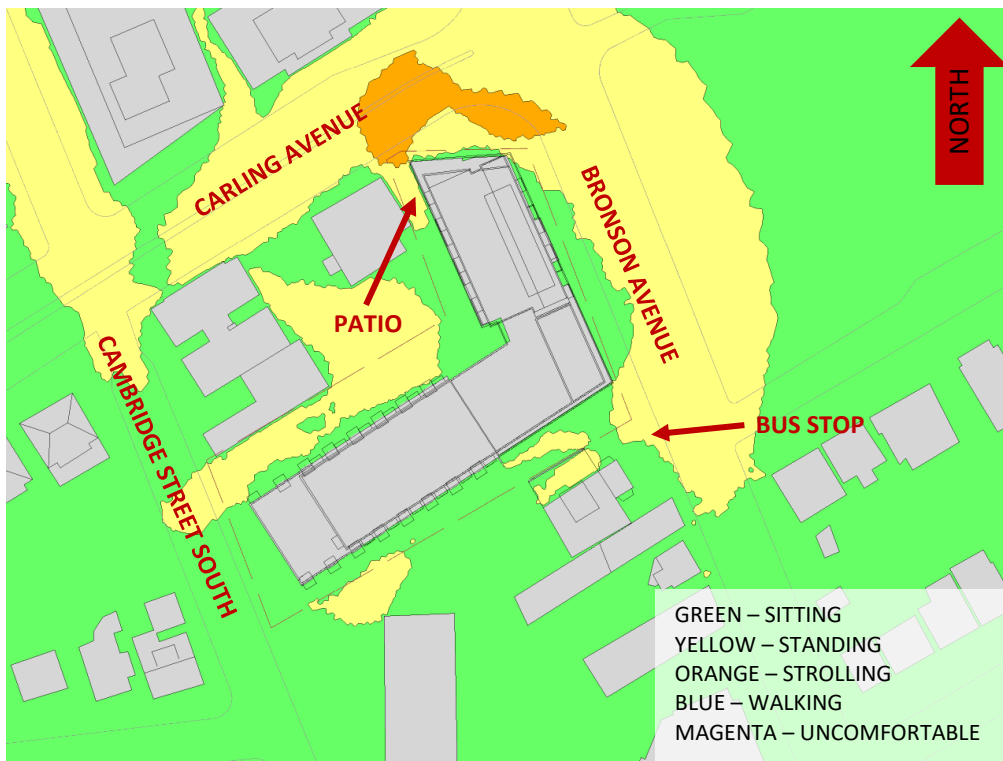 NORTH
CARLING AVENUE
BRONSON AVENUE
PATIO
CAMBRIDGE STREET SOUTH
BUS STOP
GREEN – SITTING
YELLOW – STANDING
ORANGE – STROLLING
BLUE – WALKING
MAGENTA – UNCOMFORTABLE